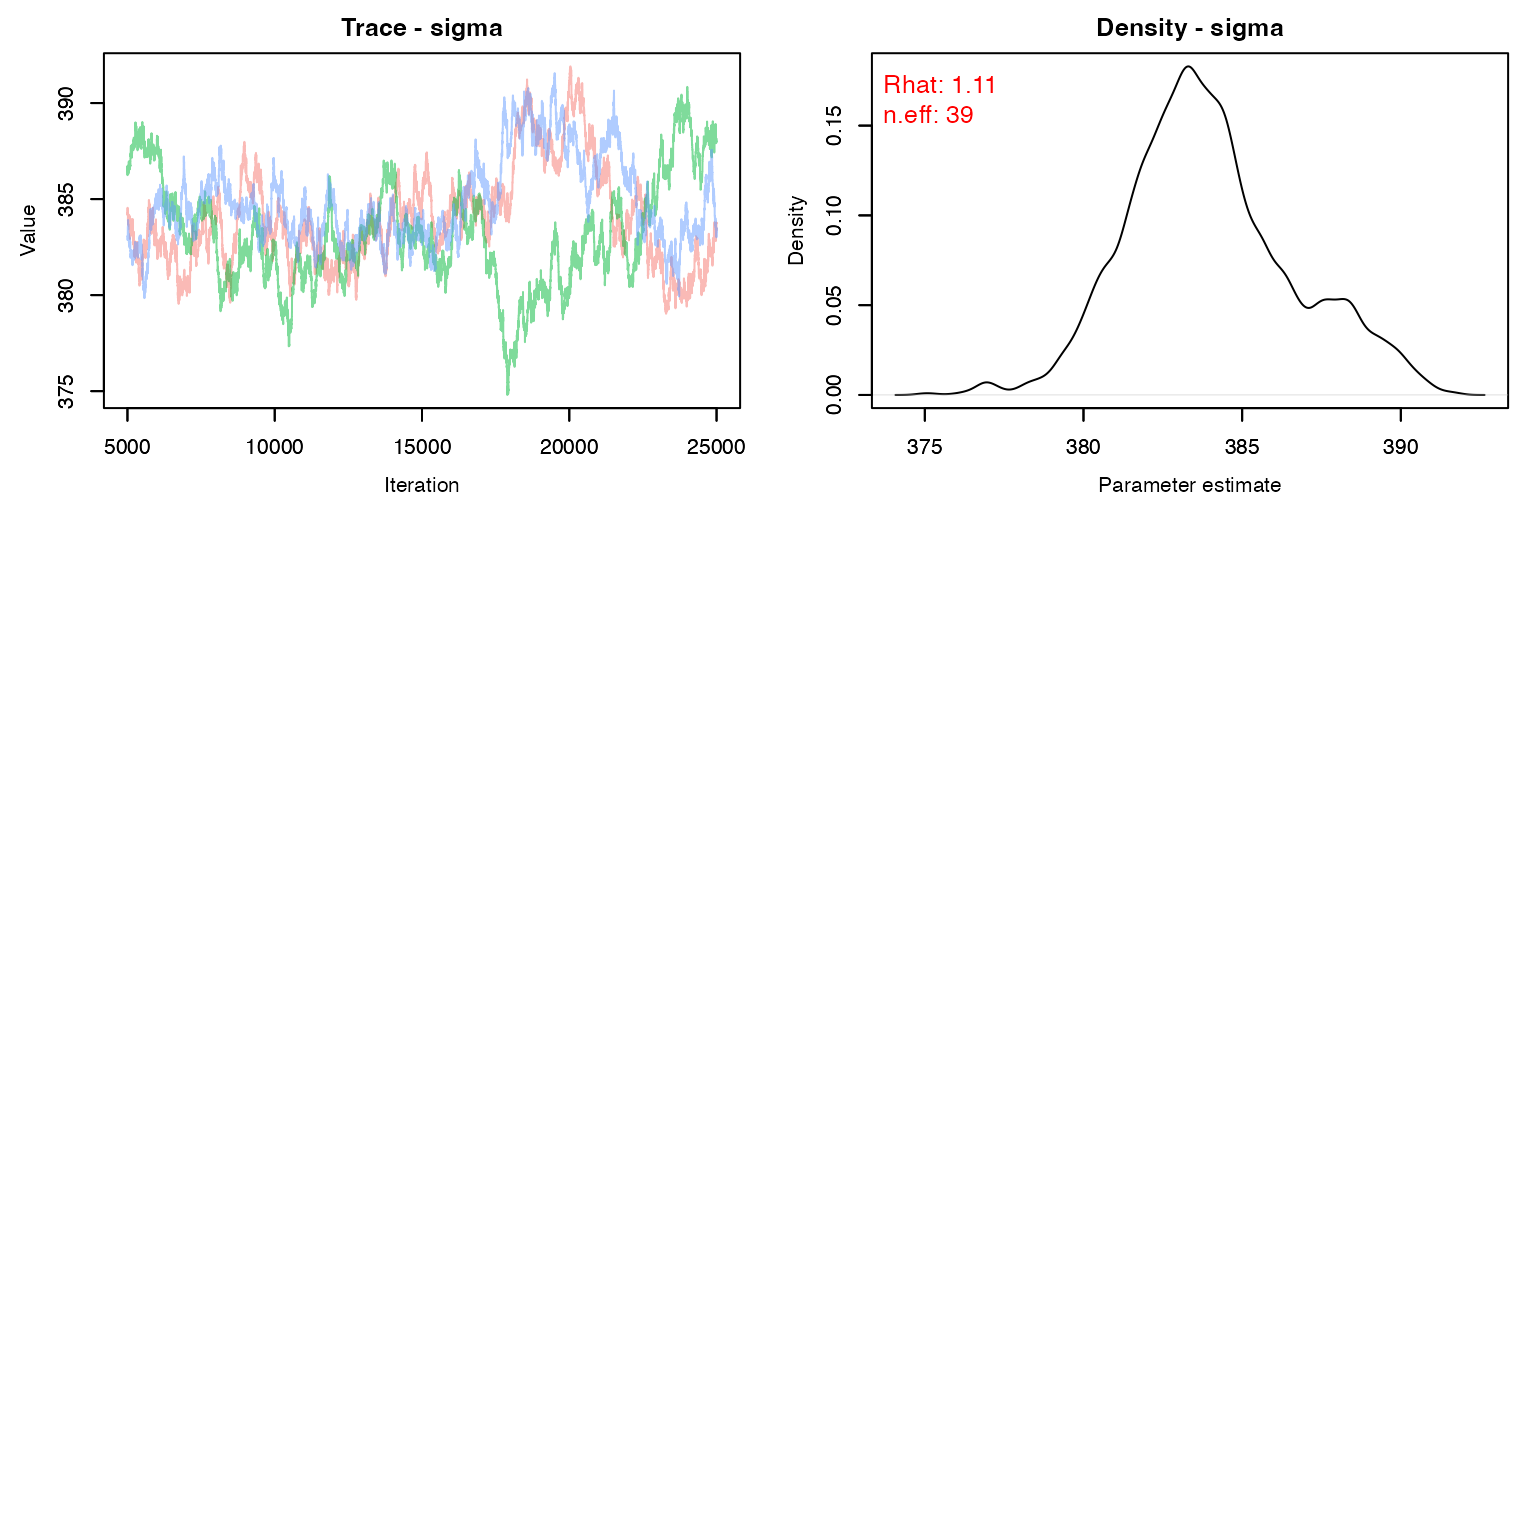 Trace - sigma
Value
390
385
380
375
5000 10000 15000 20000 25000
Iteration
Density - sigma
Rhat: 1.11
n.eff: 39
Density
0.15
0.10
0.05
0.00
375 380 385 390
Parameter estimate